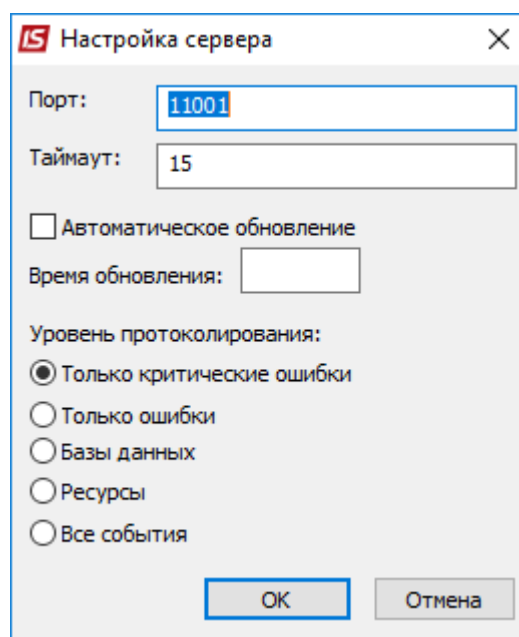 IS Настройка сервера
Порт: 11001
Таймаут: 15
Автоматическое обновление
Время обновления:
Уровень протоколирования:
Только критические ошибки
Только ошибки
Базы данных
Ресурсы
Все события
OK Отмена